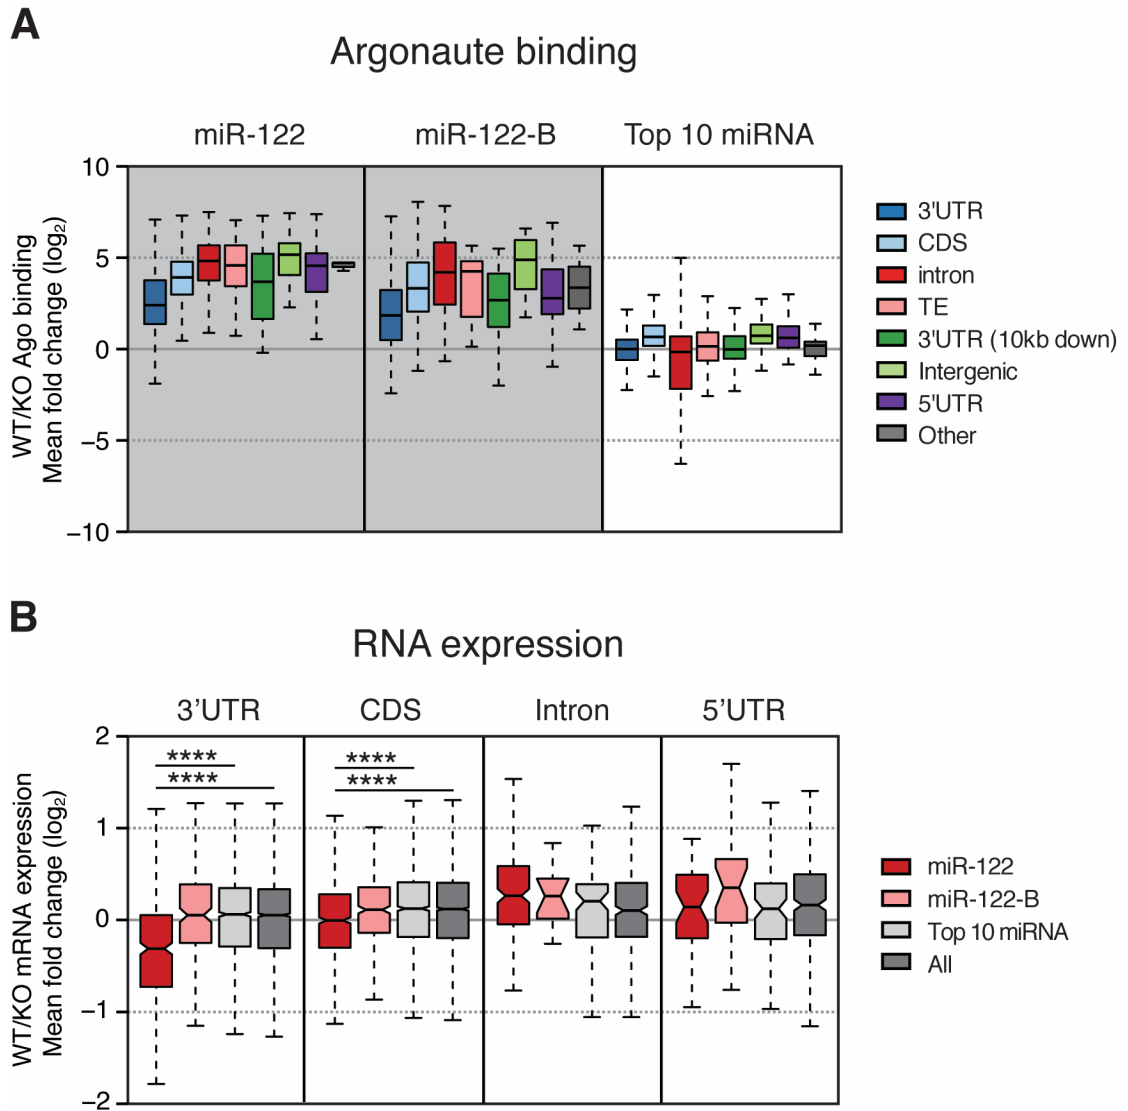 A
Argonaute binding
miR-122
miR-122-B
Top 10 miRNA
WT/KO Ago binding
Mean fold change (log₂)
10
5
0
−5
−10
3'UTR
CDS
intron
TE
3'UTR (10kb down)
Intergenic
5'UTR
Other
B
RNA expression
3’UTR
CDS
Intron
5’UTR
WT/KO mRNA expression
Mean fold change (log₂)
2
1
0
−1
−2
****
****
****
****
miR-122
miR-122-B
Top 10 miRNA
All